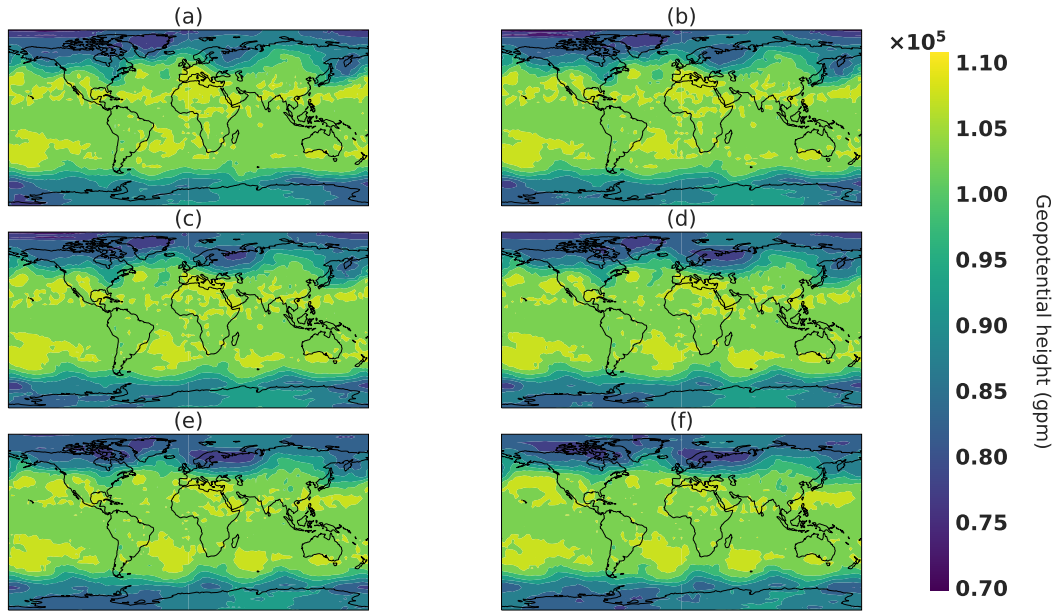 (a)
(b)
(c)
(d)
(e)
(f)
×10⁵
1.10
1.05
1.00
0.95
0.90
0.85
0.80
0.75
0.70
Geopotential height (gpm)